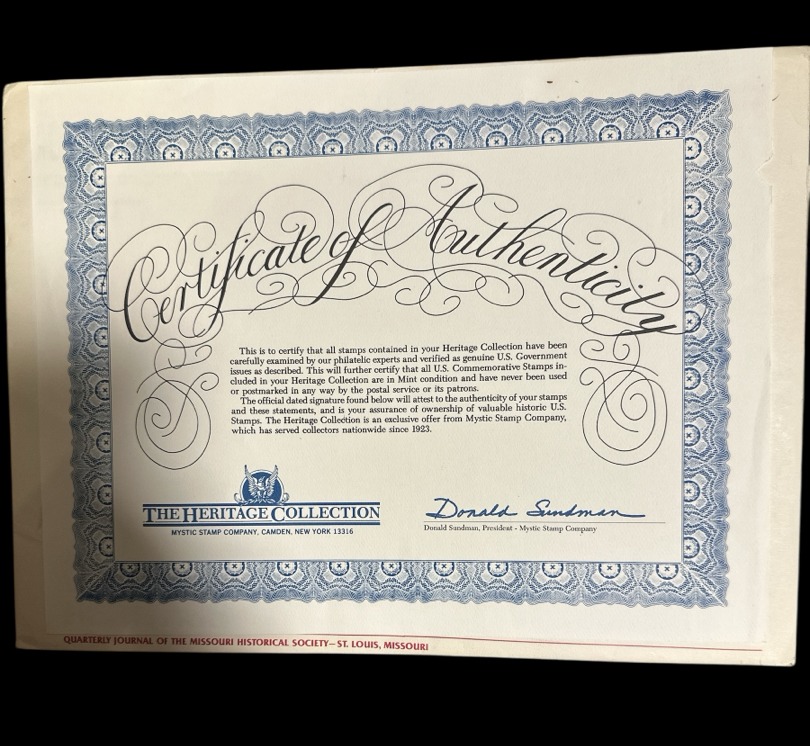 Certificate of Authenticity
This is to certify that all stamps contained in your Heritage Collection have been
carefully examined by our philatelic experts and verified as genuine U.S. Government
issues as described. This will further certify that all U.S. Commemorative Stamps in-
cluded in your Heritage Collection are in Mint condition and have never been used
or postmarked in any way by the postal service or its patrons.
The official dated signature found below will attest to the authenticity of your stamps
and these statements, and is your assurance of ownership of valuable historic U.S.
Stamps. The Heritage Collection is an exclusive offer from Mystic Stamp Company,
which has served collectors nationwide since 1923.
THE HERITAGE COLLECTION
MYSTIC STAMP COMPANY, CAMDEN, NEW YORK 13316
Donald Sundman
Donald Sundman, President - Mystic Stamp Company
QUARTERLY JOURNAL OF THE MISSOURI HISTORICAL SOCIETY—ST. LOUIS, MISSOURI